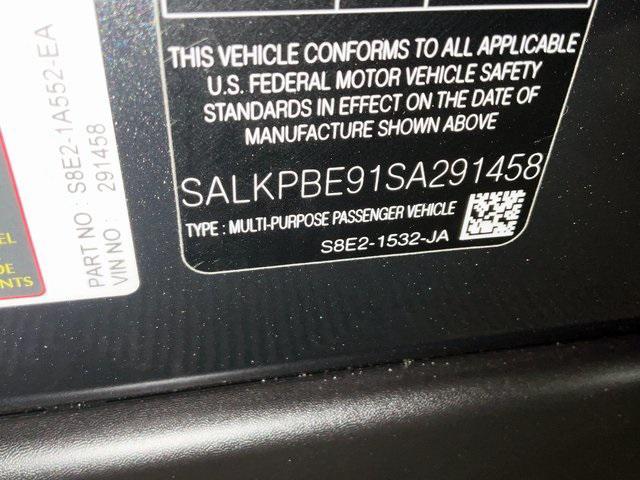 THIS VEHICLE CONFORMS TO ALL APPLICABLE
U.S. FEDERAL MOTOR VEHICLE SAFETY
STANDARDS IN EFFECT ON THE DATE OF
MANUFACTURE SHOWN ABOVE
SALKPBE91SA291458
TYPE : MULTI-PURPOSE PASSENGER VEHICLE
S8E2-1532-JA
PART NO : S8E2-1A552-EA
VIN NO : 291458